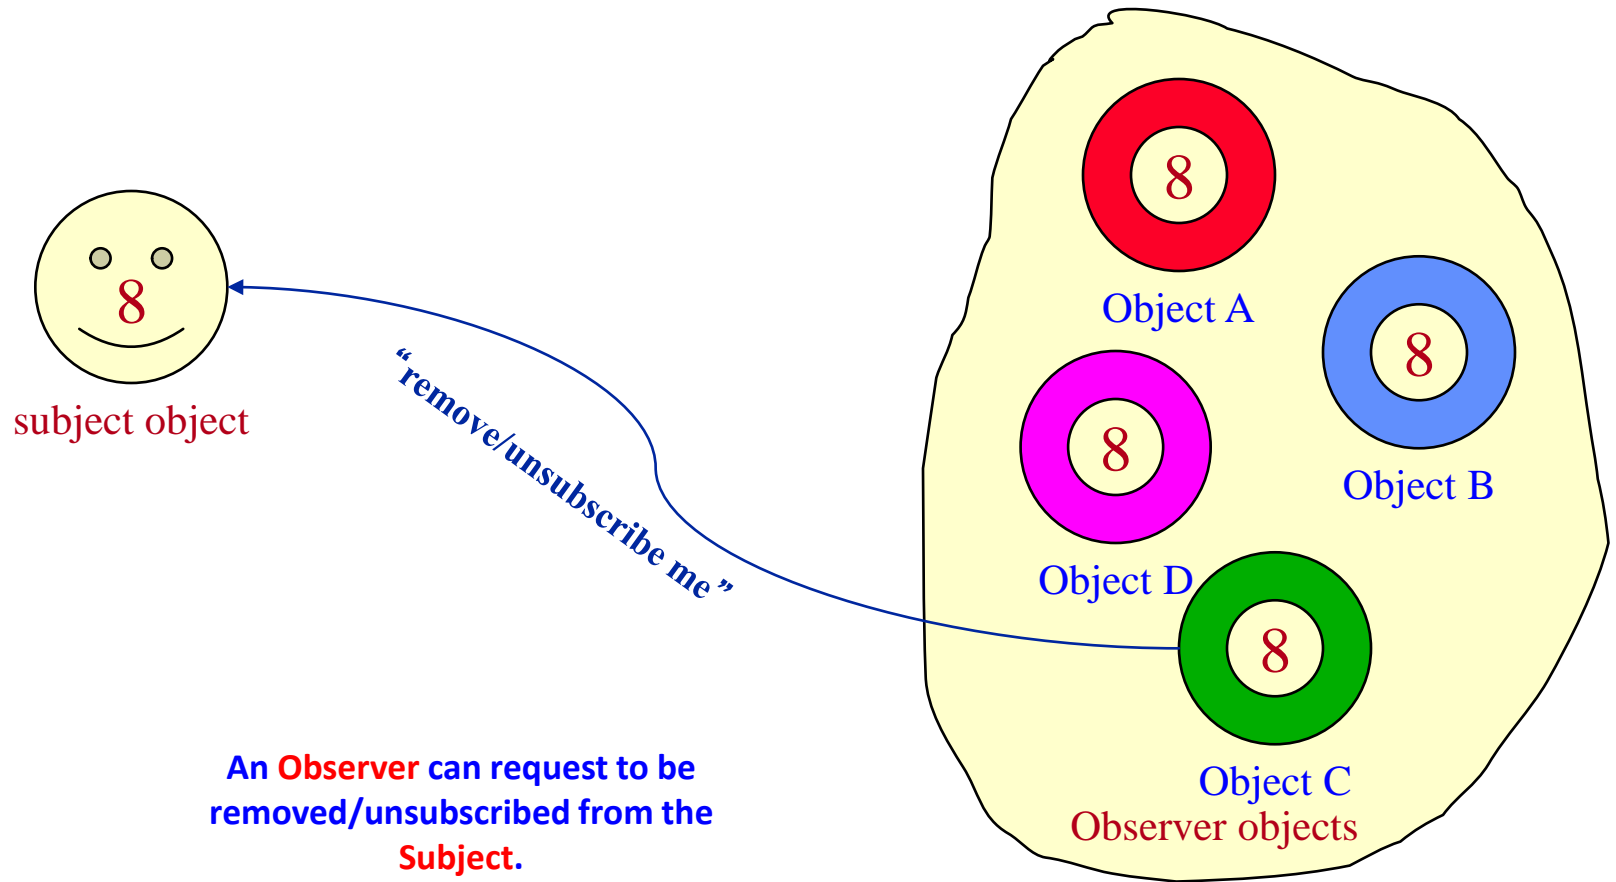 8
subject object
“remove/unsubscribe me”
8
Object A
8
Object B
8
Object D
8
Object C
Observer objects
An Observer can request to be
removed/unsubscribed from the
Subject.